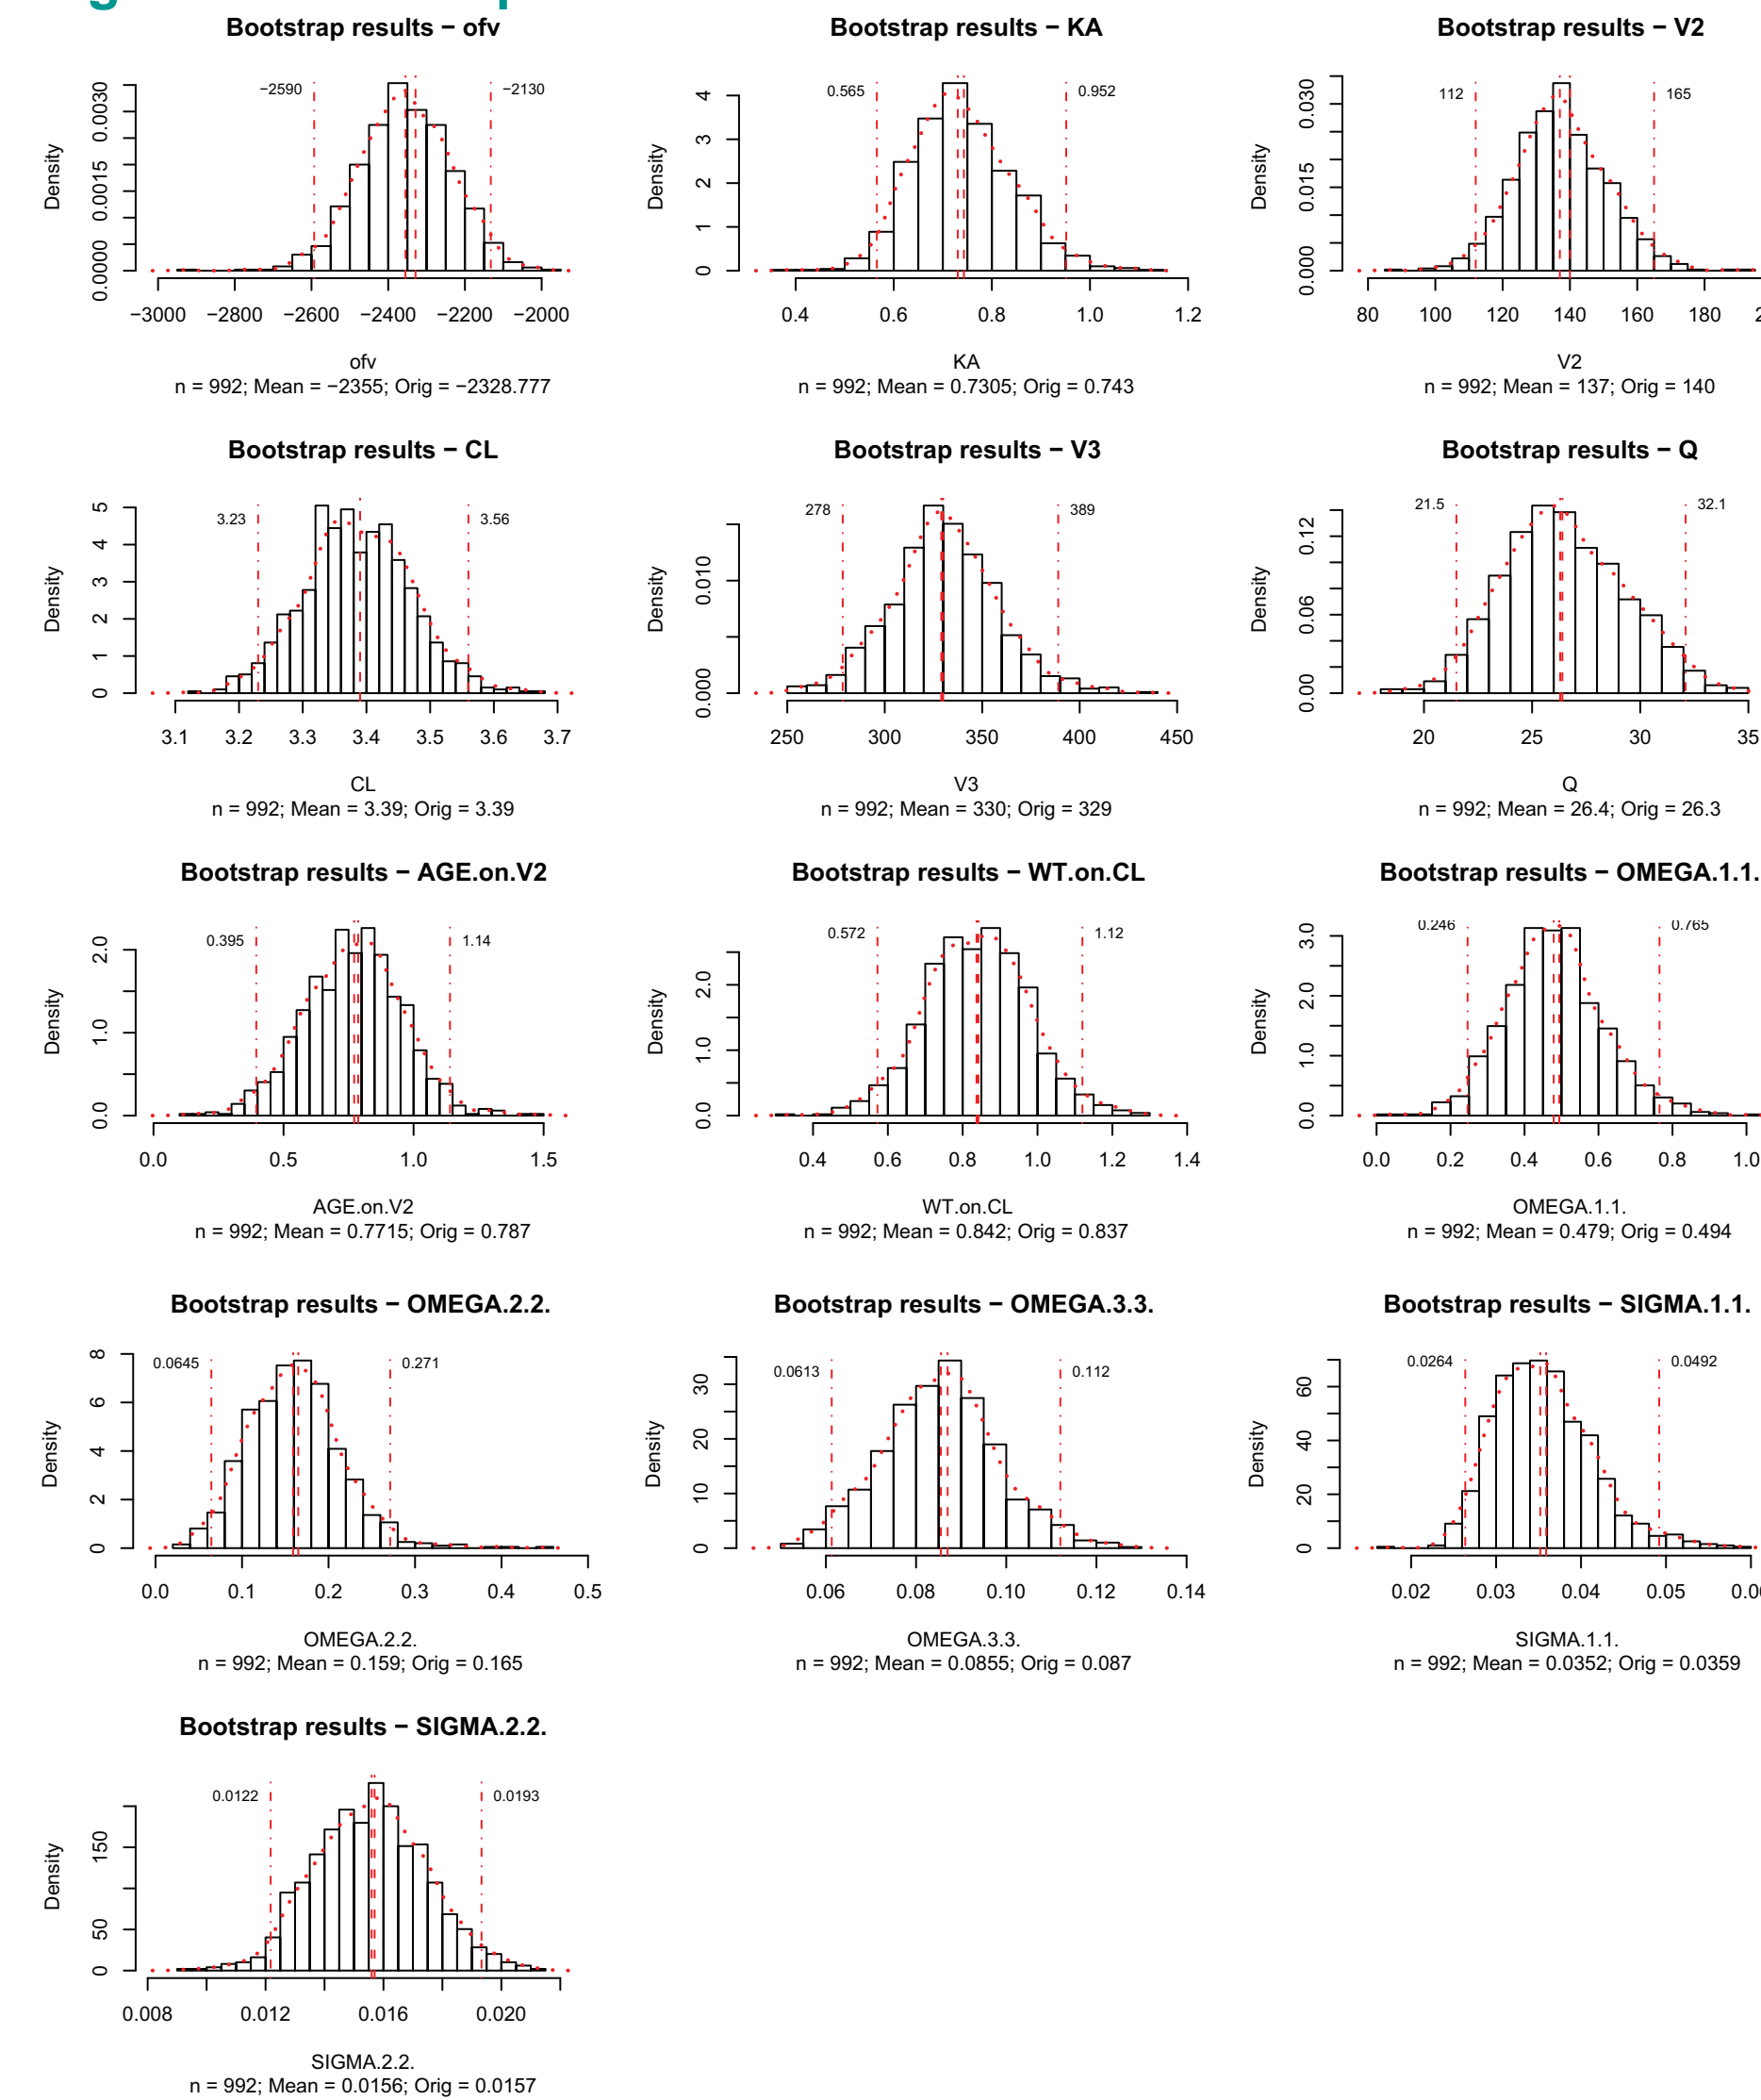 Bootstrap results − ofv
−2590
−2130
Density
0.0000 0.0015 0.0030
−3000 −2800 −2600 −2400 −2200 −2000
ofv
n = 992; Mean = −2355; Orig = −2328.777
Bootstrap results − KA
0.565
0.952
Density
0 1 2 3 4
0.4 0.6 0.8 1.0 1.2
KA
n = 992; Mean = 0.7305; Orig = 0.743
Bootstrap results − V2
112
165
Density
0.000 0.015 0.030
80 100 120 140 160 180
V2
n = 992; Mean = 137; Orig = 140
Bootstrap results − CL
3.23
3.56
Density
0 1 2 3 4 5
3.1 3.2 3.3 3.4 3.5 3.6 3.7
CL
n = 992; Mean = 3.39; Orig = 3.39
Bootstrap results − V3
278
389
Density
0.000 0.010
250 300 350 400 450
V3
n = 992; Mean = 330; Orig = 329
Bootstrap results − Q
21.5
32.1
Density
0.00 0.06 0.12
20 25 30 35
Q
n = 992; Mean = 26.4; Orig = 26.3
Bootstrap results − AGE.on.V2
0.395
1.14
Density
0.0 1.0 2.0
0.0 0.5 1.0 1.5
AGE.on.V2
n = 992; Mean = 0.7715; Orig = 0.787
Bootstrap results − WT.on.CL
0.572
1.12
Density
0.0 1.0 2.0
0.4 0.6 0.8 1.0 1.2 1.4
WT.on.CL
n = 992; Mean = 0.842; Orig = 0.837
Bootstrap results − OMEGA.1.1.
0.246
0.765
Density
0.0 1.0 2.0 3.0
0.0 0.2 0.4 0.6 0.8 1.0
OMEGA.1.1.
n = 992; Mean = 0.479; Orig = 0.494
Bootstrap results − OMEGA.2.2.
0.0645
0.271
Density
0 2 4 6 8
0.0 0.1 0.2 0.3 0.4 0.5
OMEGA.2.2.
n = 992; Mean = 0.159; Orig = 0.165
Bootstrap results − OMEGA.3.3.
0.0613
0.112
Density
0 10 20 30
0.06 0.08 0.10 0.12 0.14
OMEGA.3.3.
n = 992; Mean = 0.0855; Orig = 0.087
Bootstrap results − SIGMA.1.1.
0.0264
0.0492
Density
0 20 40 60
0.02 0.03 0.04 0.05
SIGMA.1.1.
n = 992; Mean = 0.0352; Orig = 0.0359
Bootstrap results − SIGMA.2.2.
0.0122
0.0193
Density
0 50 150
0.008 0.012 0.016 0.020
SIGMA.2.2.
n = 992; Mean = 0.0156; Orig = 0.0157